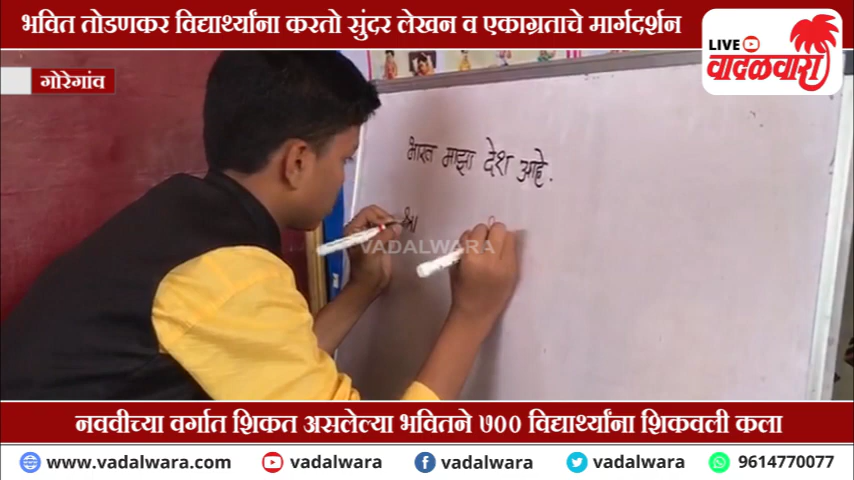 भवित तोडणकर विद्यार्थ्यांना करतो सुंदर लेखन व एकाग्रताचे मार्गदर्शन
LIVE
वादळवारा
गोरेगांव
भारत माझा देश आहे.
VADALWARA
नववीच्या वर्गात शिकत असलेल्या भवितने ७०० विद्यार्थ्यांना शिकवली कला
www.vadalwara.com vadalwara vadalwara vadalwara 9614770077